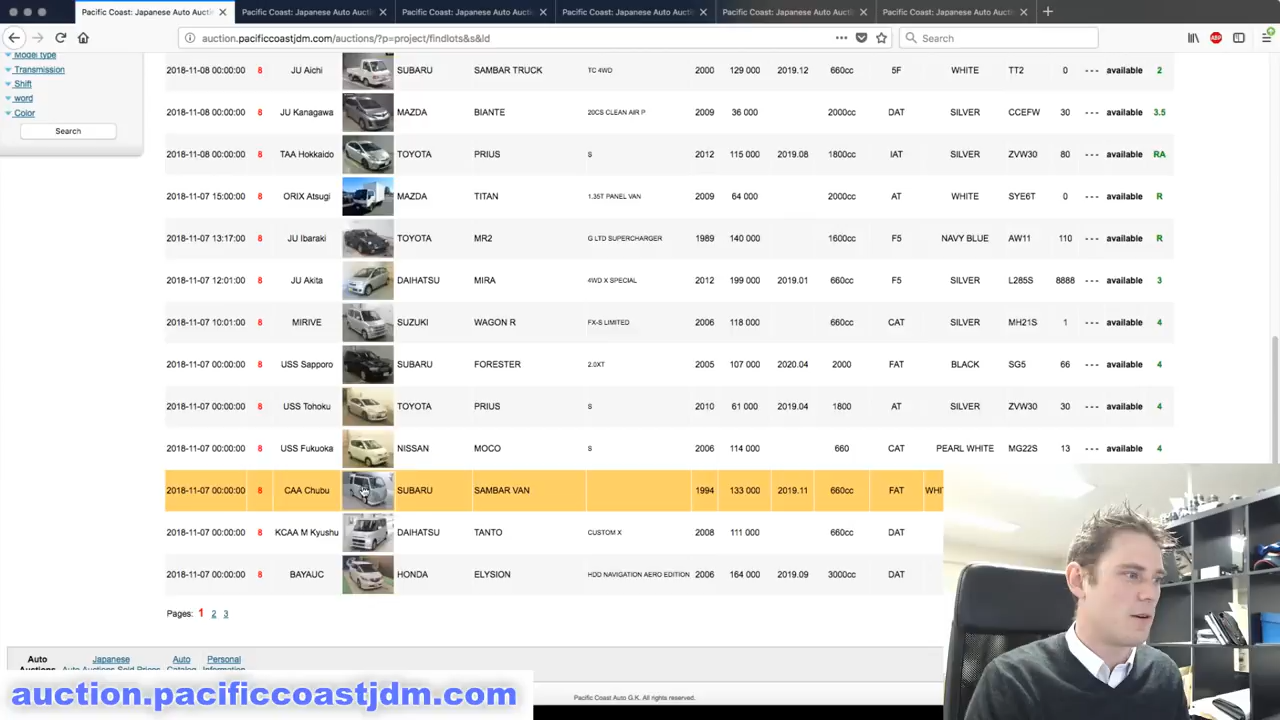 Pacific Coast: Japanese Auto Aucti
Pacific Coast: Japanese Auto Auctio
Pacific Coast: Japanese Auto Auctio
Pacific Coast: Japanese Auto Auctio
Pacific Coast: Japanese Auto Auctio
Pacific Coast: Japanese Auto Auctio
auction.pacificcoastjdm.com/auctions/?p=project/findlots&s&ld
Search
Model type
Transmission
Shift
word
Color
Search
2018-11-08 00:00:00 8 JU Aichi SUBARU SAMBAR TRUCK TC 4WD 2000 129 000 2019.12 660cc SF WHITE TT2 --- available 2
2018-11-08 00:00:00 8 JU Kanagawa MAZDA BIANTE 20CS CLEAN AIR P 2009 36 000 2000cc DAT SILVER CCEFW 30 --- available 3.5
2018-11-08 00:00:00 8 TAA Hokkaido TOYOTA PRIUS S 2012 115 000 2019.08 1800cc IAT SILVER ZVW30 30 --- available RA
2018-11-07 15:00:00 8 ORIX Atsugi MAZDA TITAN 1.35T PANEL VAN 2009 64 000 2000cc AT WHITE SYE6T 0 --- available R
2018-11-07 13:17:00 8 JU Ibaraki TOYOTA MR2 G LTD SUPERCHARGER 1989 140 000 1600cc F5 NAVY BLUE AW11 110 --- available R
2018-11-07 12:01:00 8 JU Akita DAIHATSU MIRA 4WD X SPECIAL 2012 199 000 2019.01 660cc F5 SILVER L285S --- available 3
2018-11-07 10:01:00 8 MIRIVE SUZUKI WAGON R FX-S LIMITED 2006 118 000 660cc CAT SILVER MH21S --- available 4
2018-11-07 00:00:00 8 USS Sapporo SUBARU FORESTER 2.0XT 2005 107 000 2020.04 2000 FAT BLACK SG5 66 --- available 4
2018-11-07 00:00:00 8 USS Tohoku TOYOTA PRIUS S 2010 61 000 2019.04 1800 AT SILVER ZVW30 --- available 4
2018-11-07 00:00:00 8 USS Fukuoka NISSAN MOCO S 2006 114 000 660 CAT PEARL WHITE MG22S 13 --- available 4
2018-11-07 00:00:00 8 CAA Chubu SUBARU SAMBAR VAN 1994 133 000 2019.11 660cc FAT WHI
2018-11-07 00:00:00 8 KCAA M Kyushu DAIHATSU TANTO CUSTOM X 2008 111 000 660cc DAT
2018-11-07 00:00:00 8 BAYAUC HONDA ELYSION HDD NAVIGATION AERO EDITION 2006 164 000 2019.09 3000cc DAT
Pages: 1 2 3
Auto Japanese Auto Personal
Auctions Auto Auctions Sold Prices Catalog Information
auction.pacificcoastjdm.com
Pacific Coast Auto G.K. All rights reserved.